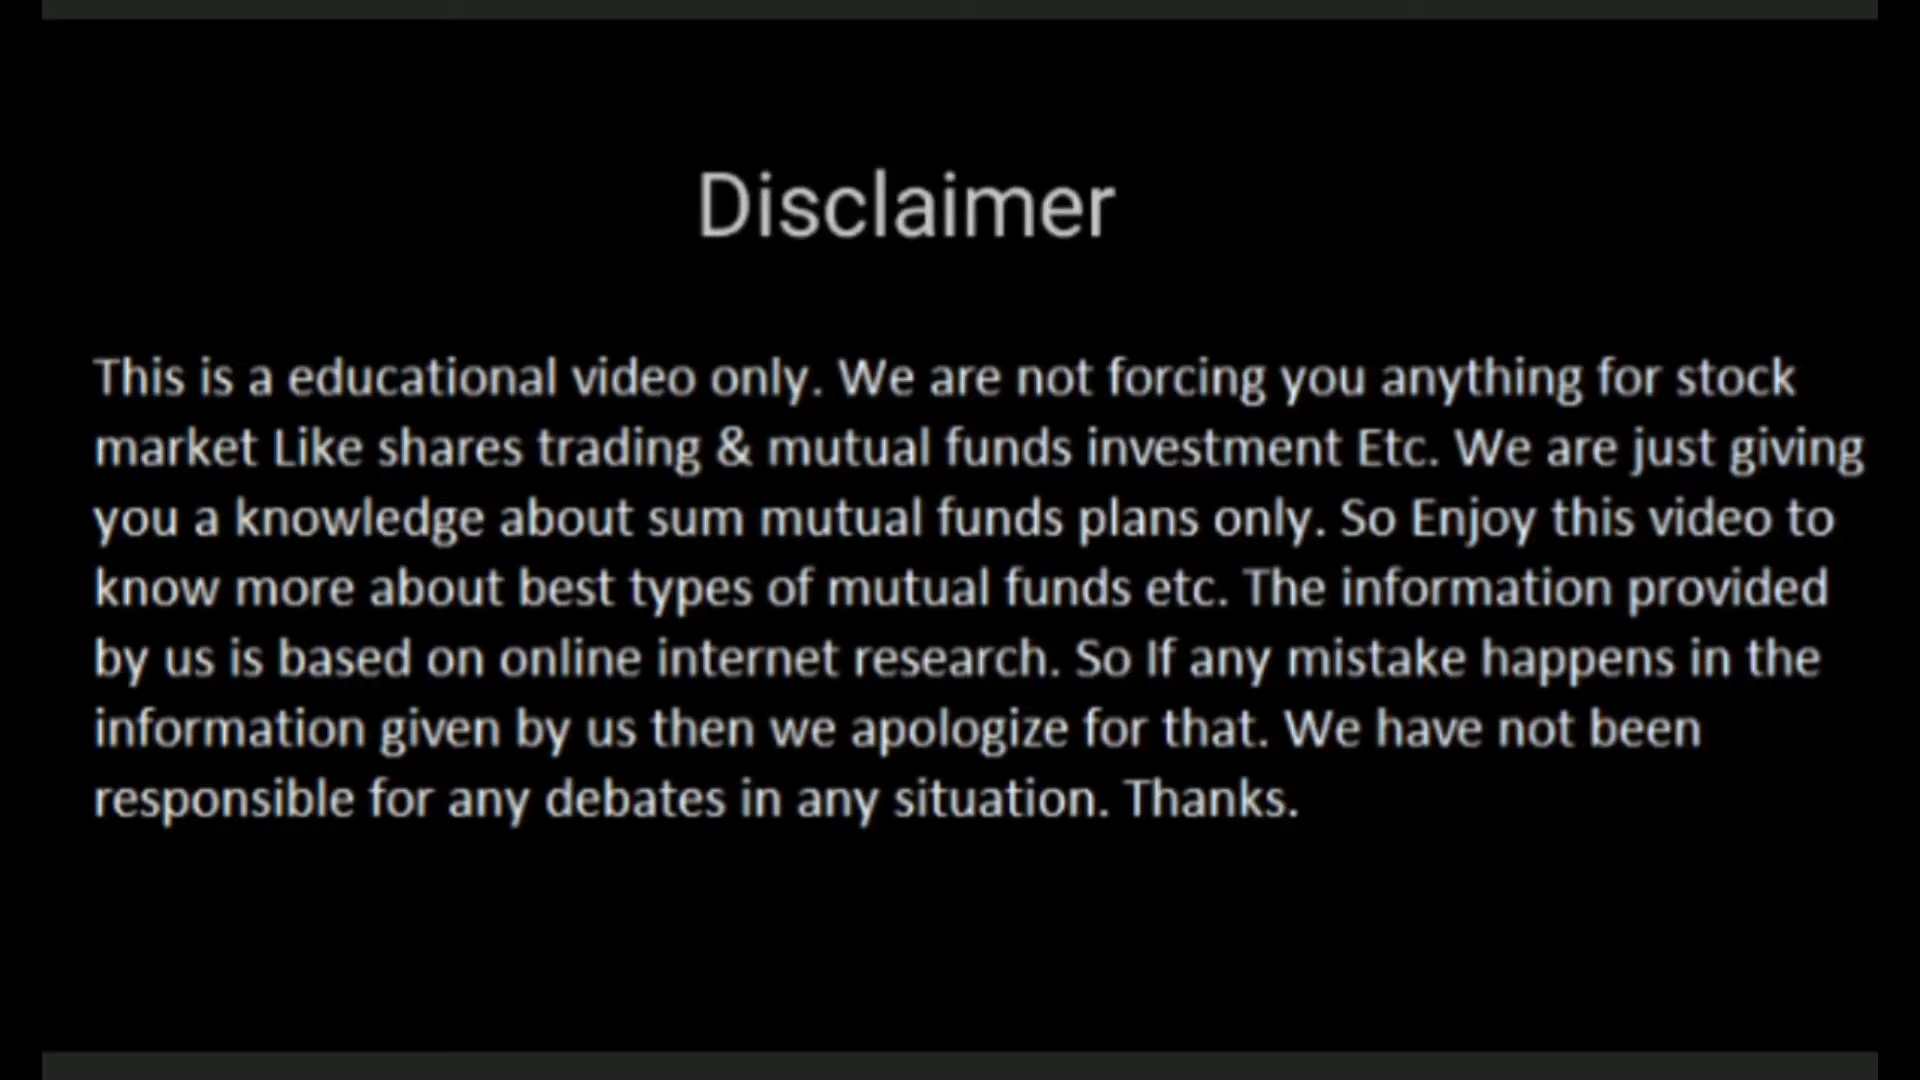 Disclaimer
This is a educational video only. We are not forcing you anything for stock
market Like shares trading & mutual funds investment Etc. We are just giving
you a knowledge about sum mutual funds plans only. So Enjoy this video to
know more about best types of mutual funds etc. The information provided
by us is based on online internet research. So If any mistake happens in the
information given by us then we apologize for that. We have not been
responsible for any debates in any situation. Thanks.